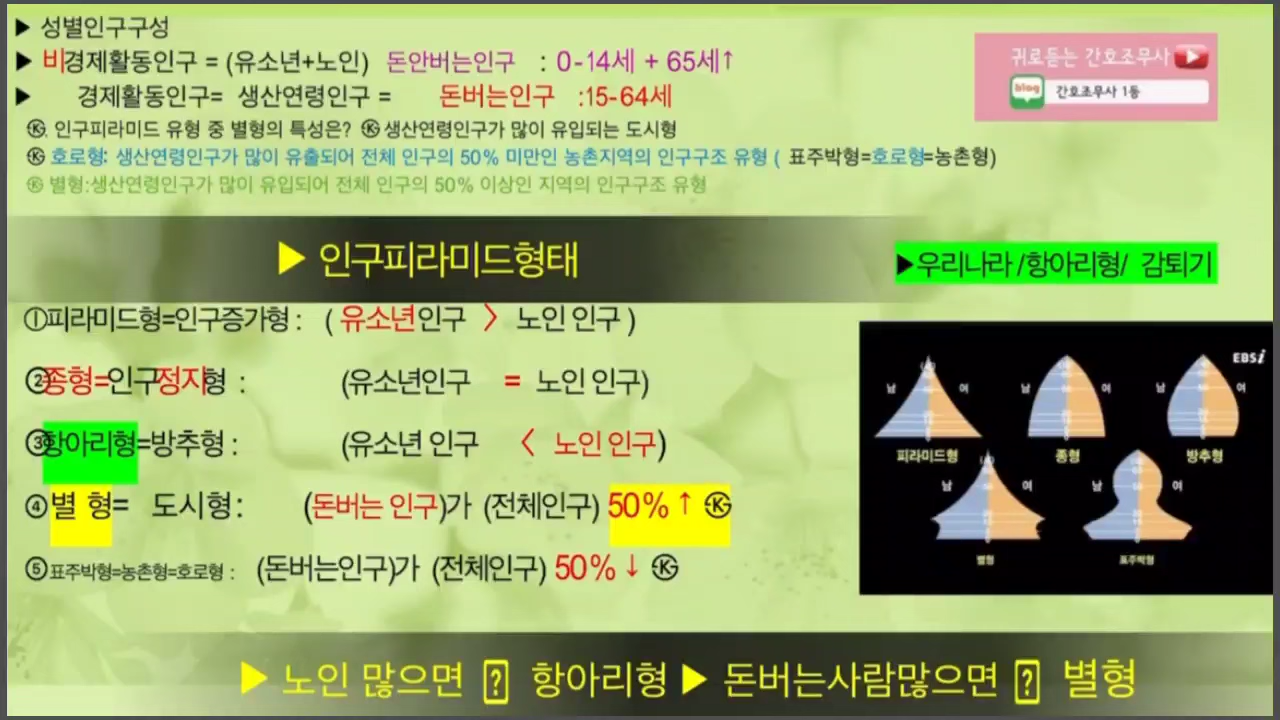 ▶ 성별인구구성
▶ 비경제활동인구 = (유소년+노인) 돈안버는인구 : 0-14세 + 65세↑
▶ 경제활동인구= 생산연령인구 = 돈버는인구 :15-64세
㉿. 인구피라미드 유형 중 별형의 특성은? ㉿ 생산연령인구가 많이 유입되는 도시형
㉿ 호로형: 생산연령인구가 많이 유출되어 전체 인구의 50% 미만인 농촌지역의 인구구조 유형 ( 표주박형=호로형=농촌형)
㉿ 별형:생산연령인구가 많이 유입되어 전체 인구의 50% 이상인 지역의 인구구조 유형
귀로듣는 간호조무사
blog 간호조무사 1등
▶ 인구피라미드형태
▶우리나라 /항아리형/ 감퇴기
①피라미드형=인구증가형 : ( 유소년인구 > 노인 인구 )
②종형=인구정지형 : (유소년인구 = 노인 인구)
③항아리형=방추형 : (유소년 인구 < 노인 인구)
④ 별 형= 도시형: (돈버는 인구)가 (전체인구) 50% ↑ ㉿
⑤표주박형=농촌형=호로형 : (돈버는인구)가 (전체인구) 50% ↓ ㉿
EBSi
남 여 남 여 남 여
피라미드형 종형 방추형
남 여 남 여
별형 표주박형
▶ 노인 많으면 ? 항아리형 ▶ 돈버는사람많으면 ? 별형